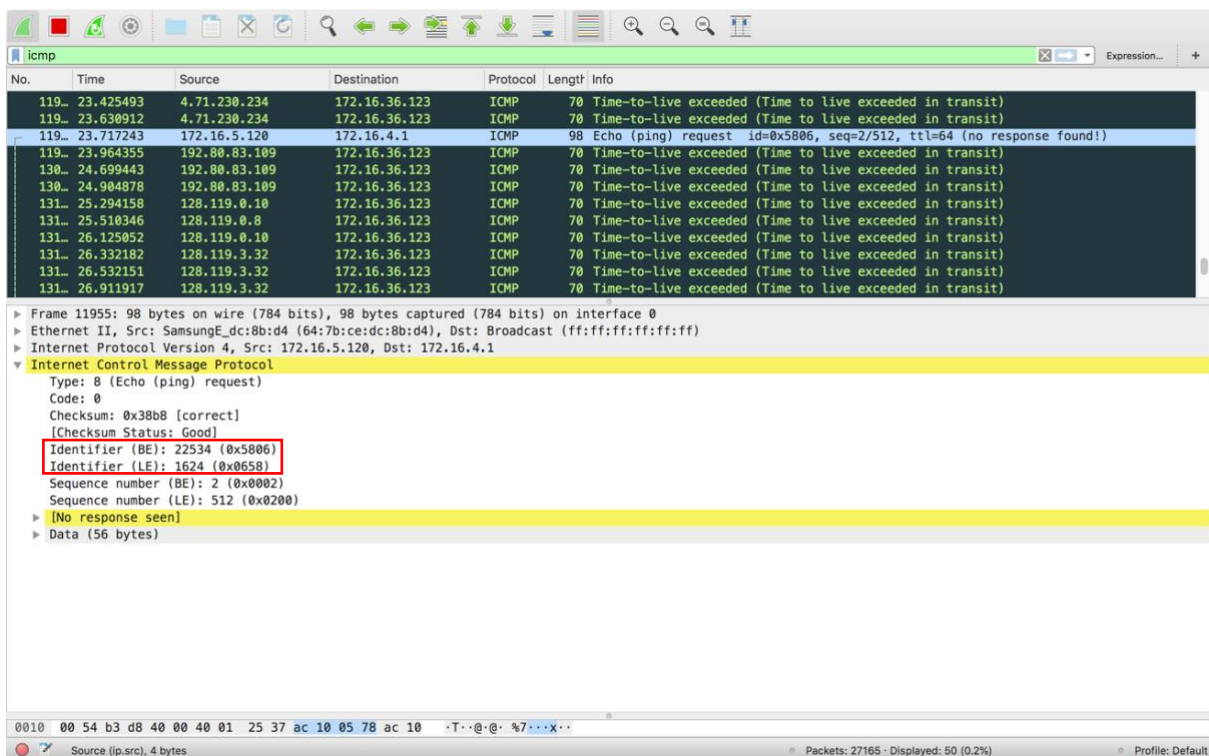 icmp
Expression... +
No. Time Source Destination Protocol Length Info
119… 23.425493 4.71.230.234 172.16.36.123 ICMP 70 Time-to-live exceeded (Time to live exceeded in transit)
119… 23.630912 4.71.230.234 172.16.36.123 ICMP 70 Time-to-live exceeded (Time to live exceeded in transit)
119… 23.717243 172.16.5.120 172.16.4.1 ICMP 98 Echo (ping) request id=0x5806, seq=2/512, ttl=64 (no response found!)
119… 23.964355 192.80.83.109 172.16.36.123 ICMP 70 Time-to-live exceeded (Time to live exceeded in transit)
130… 24.699443 192.80.83.109 172.16.36.123 ICMP 70 Time-to-live exceeded (Time to live exceeded in transit)
130… 24.904878 192.80.83.109 172.16.36.123 ICMP 70 Time-to-live exceeded (Time to live exceeded in transit)
131… 25.294158 128.119.0.10 172.16.36.123 ICMP 70 Time-to-live exceeded (Time to live exceeded in transit)
131… 25.510346 128.119.0.8 172.16.36.123 ICMP 70 Time-to-live exceeded (Time to live exceeded in transit)
131… 26.125052 128.119.0.10 172.16.36.123 ICMP 70 Time-to-live exceeded (Time to live exceeded in transit)
131… 26.332182 128.119.3.32 172.16.36.123 ICMP 70 Time-to-live exceeded (Time to live exceeded in transit)
131… 26.532151 128.119.3.32 172.16.36.123 ICMP 70 Time-to-live exceeded (Time to live exceeded in transit)
131… 26.911917 128.119.3.32 172.16.36.123 ICMP 70 Time-to-live exceeded (Time to live exceeded in transit)
Frame 11955: 98 bytes on wire (784 bits), 98 bytes captured (784 bits) on interface 0
Ethernet II, Src: SamsungE_dc:8b:d4 (64:7b:ce:dc:8b:d4), Dst: Broadcast (ff:ff:ff:ff:ff:ff)
Internet Protocol Version 4, Src: 172.16.5.120, Dst: 172.16.4.1
Internet Control Message Protocol
Type: 8 (Echo (ping) request)
Code: 0
Checksum: 0x38b8 [correct]
[Checksum Status: Good]
Identifier (BE): 22534 (0x5806)
Identifier (LE): 1624 (0x0658)
Sequence number (BE): 2 (0x0002)
Sequence number (LE): 512 (0x0200)
[No response seen]
Data (56 bytes)
0010 00 54 b3 d8 40 00 40 01 25 37 ac 10 05 78 ac 10 ·T··@·@· %7···x··
Source (ip.src), 4 bytes Packets: 27165 · Displayed: 50 (0.2%) Profile: Default